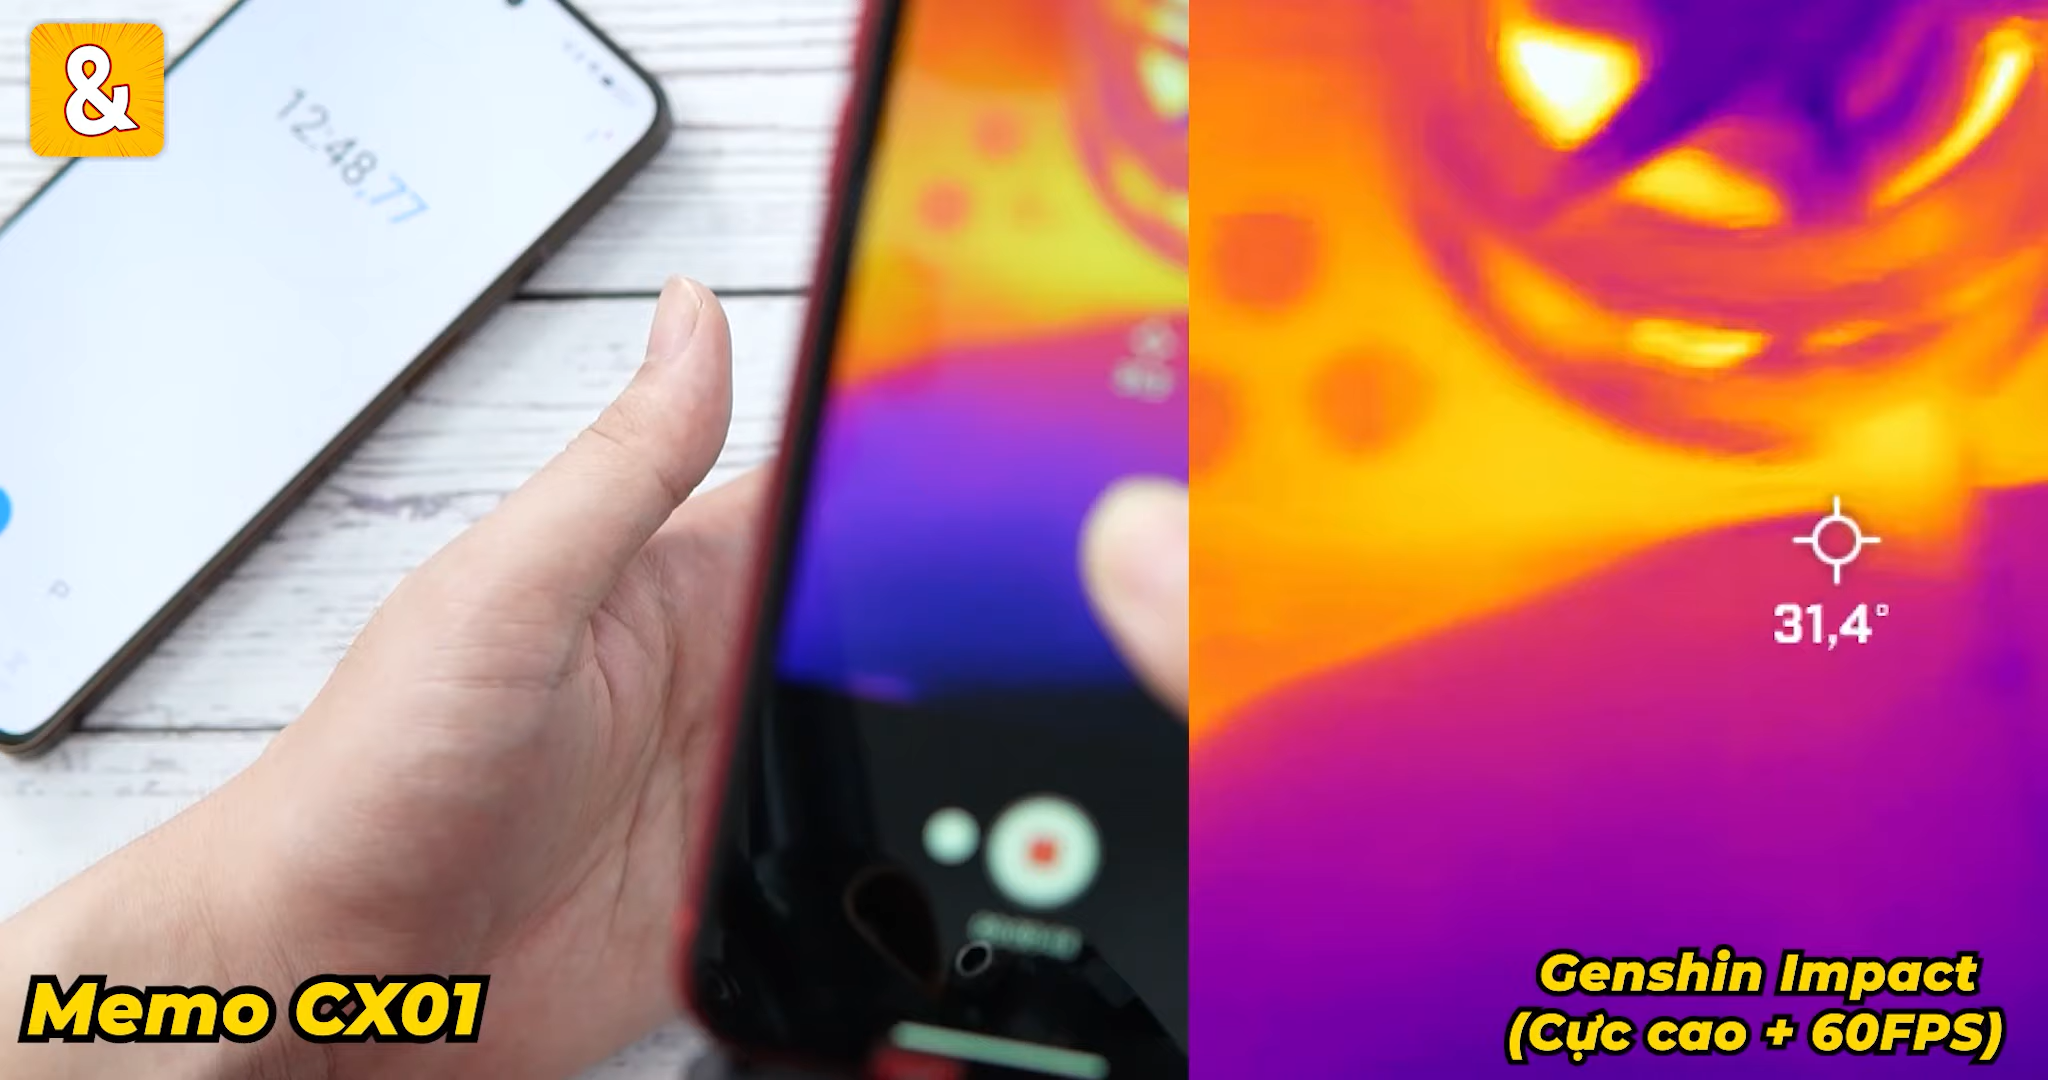 &
12:48,77
P
31,4°
Memo CX01
Genshin Impact
(Cực cao + 60FPS)